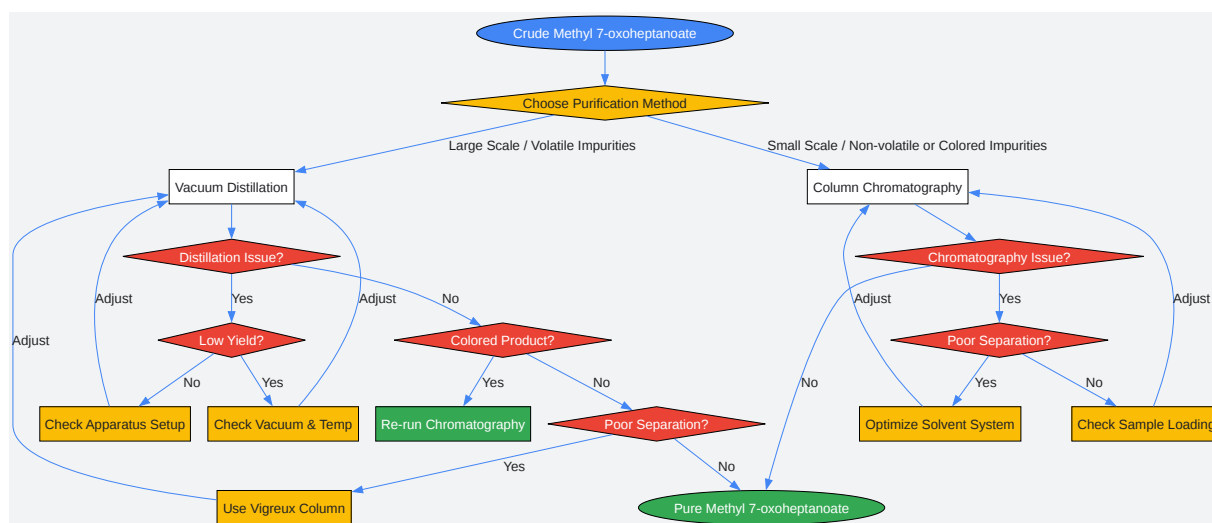 Crude Methyl 7-oxoheptanoate
Choose Purification Method
Large Scale / Volatile Impurities
Small Scale / Non-volatile or Colored Impurities
Vacuum Distillation
Column Chromatography
Distillation Issue?
Chromatography Issue?
Adjust
Yes
Adjust
No
Adjust
Yes
Adjust
Adjust
Low Yield?
Colored Product?
Poor Separation?
No
Yes
Yes
No
No
Yes
No
Check Apparatus Setup
Check Vacuum & Temp
Re-run Chromatography
Poor Separation?
Optimize Solvent System
Check Sample Loading
Yes
No
Use Vigreux Column
Pure Methyl 7-oxoheptanoate